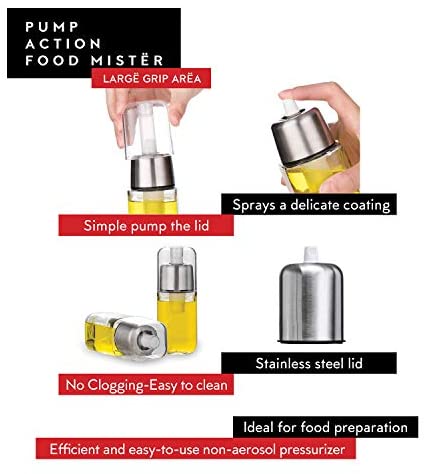 PUMP
ACTION
FOOD MISTËR
LARGË GRIP ARËA
Simple pump the lid
Sprays a delicate coating
No Clogging-Easy to clean
Stainless steel lid
Ideal for food preparation
Efficient and easy-to-use non-aerosol pressurizer